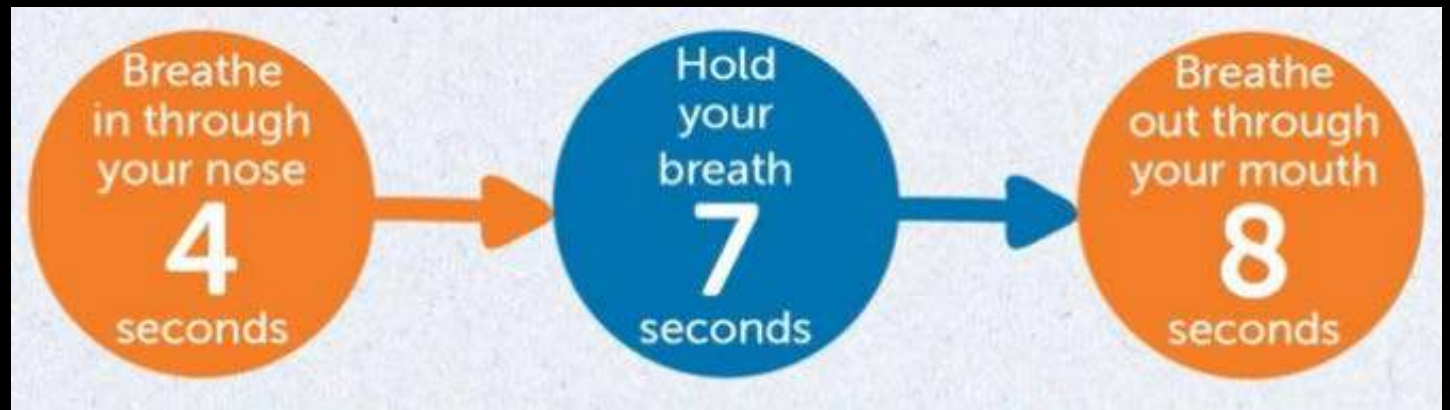 Breathe
in through
your nose
4
seconds
Hold
your
breath
7
seconds
Breathe
out through
your mouth
8
seconds